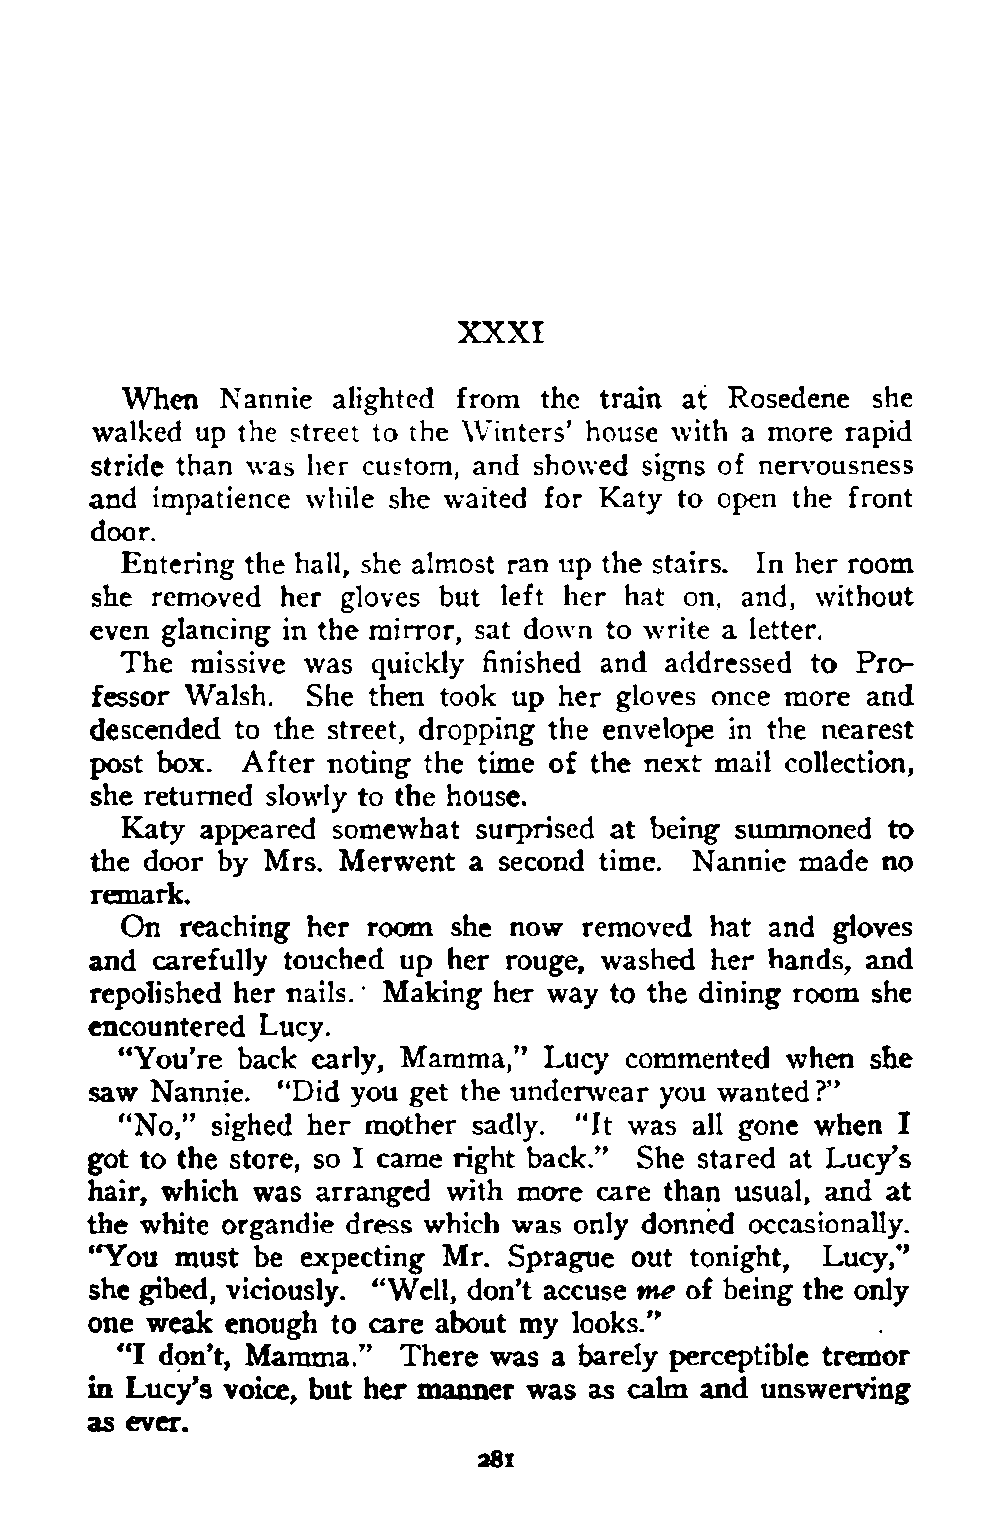 XXXI
When Nannie alighted from the train at Rosedene she
walked up the street to the Winters' house with a more rapid
stride than was her custom, and showed signs of nervousness
and impatience while she waited for Katy to open the front
door.
Entering the hall, she almost ran up the stairs. In her room
she removed her gloves but left her hat on, and, without
even glancing in the mirror, sat down to write a letter.
The missive was quickly finished and addressed to Pro-
fessor Walsh. She then took up her gloves once more and
descended to the street, dropping the envelope in the nearest
post box. After noting the time of the next mail collection,
she returned slowly to the house.
Katy appeared somewhat surprised at being summoned to
the door by Mrs. Merwent a second time. Nannie made no
remark.
On reaching her room she now removed hat and gloves
and carefully touched up her rouge, washed her hands, and
repolished her nails. Making her way to the dining room she
encountered Lucy.
"You're back early, Mamma," Lucy commented when she
saw Nannie. "Did you get the underwear you wanted?"
"No," sighed her mother sadly. "It was all gone when I
got to the store, so I came right back." She stared at Lucy's
hair, which was arranged with more care than usual, and at
the white organdie dress which was only donned occasionally.
"You must be expecting Mr. Sprague out tonight, Lucy,"
she gibed, viciously. "Well, don't accuse me of being the only
one weak enough to care about my looks."
"I don't, Mamma." There was a barely perceptible tremor
in Lucy's voice, but her manner was as calm and unswerving
as ever.
281